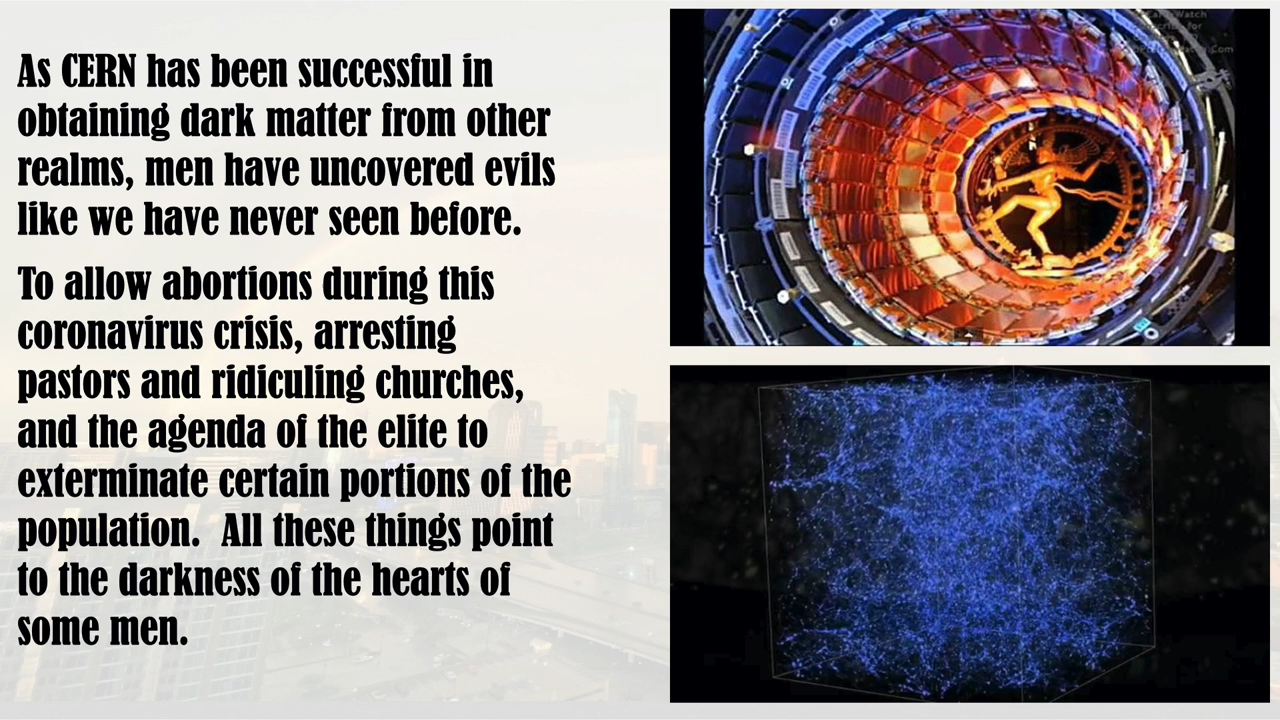 As CERN has been successful in
obtaining dark matter from other
realms, men have uncovered evils
like we have never seen before.
To allow abortions during this
coronavirus crisis, arresting
pastors and ridiculing churches,
and the agenda of the elite to
exterminate certain portions of the
population.  All these things point
to the darkness of the hearts of
some men.